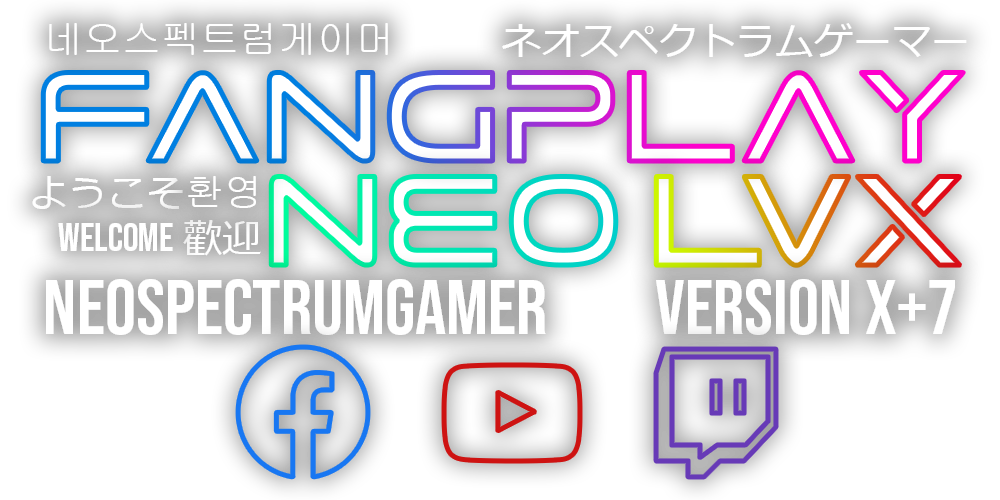 네오스펙트럼게이머 ネオスペクトラムゲーマー
FANGPLAY
ようこそ환영
WELCOME 歡迎
NEO LVX
NEOSPECTRUMGAMER VERSION X+7